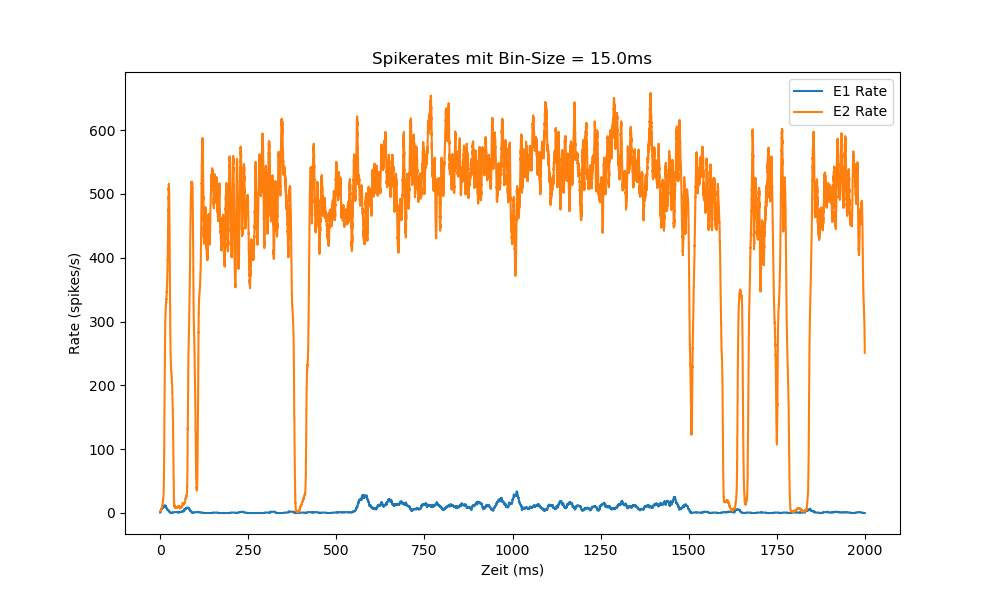 Spikerates mit Bin-Size = 15.0ms
E1 Rate
E2 Rate
Rate (spikes/s)
600
500
400
300
200
100
0
0 250 500 750 1000 1250 1500 1750 2000
Zeit (ms)